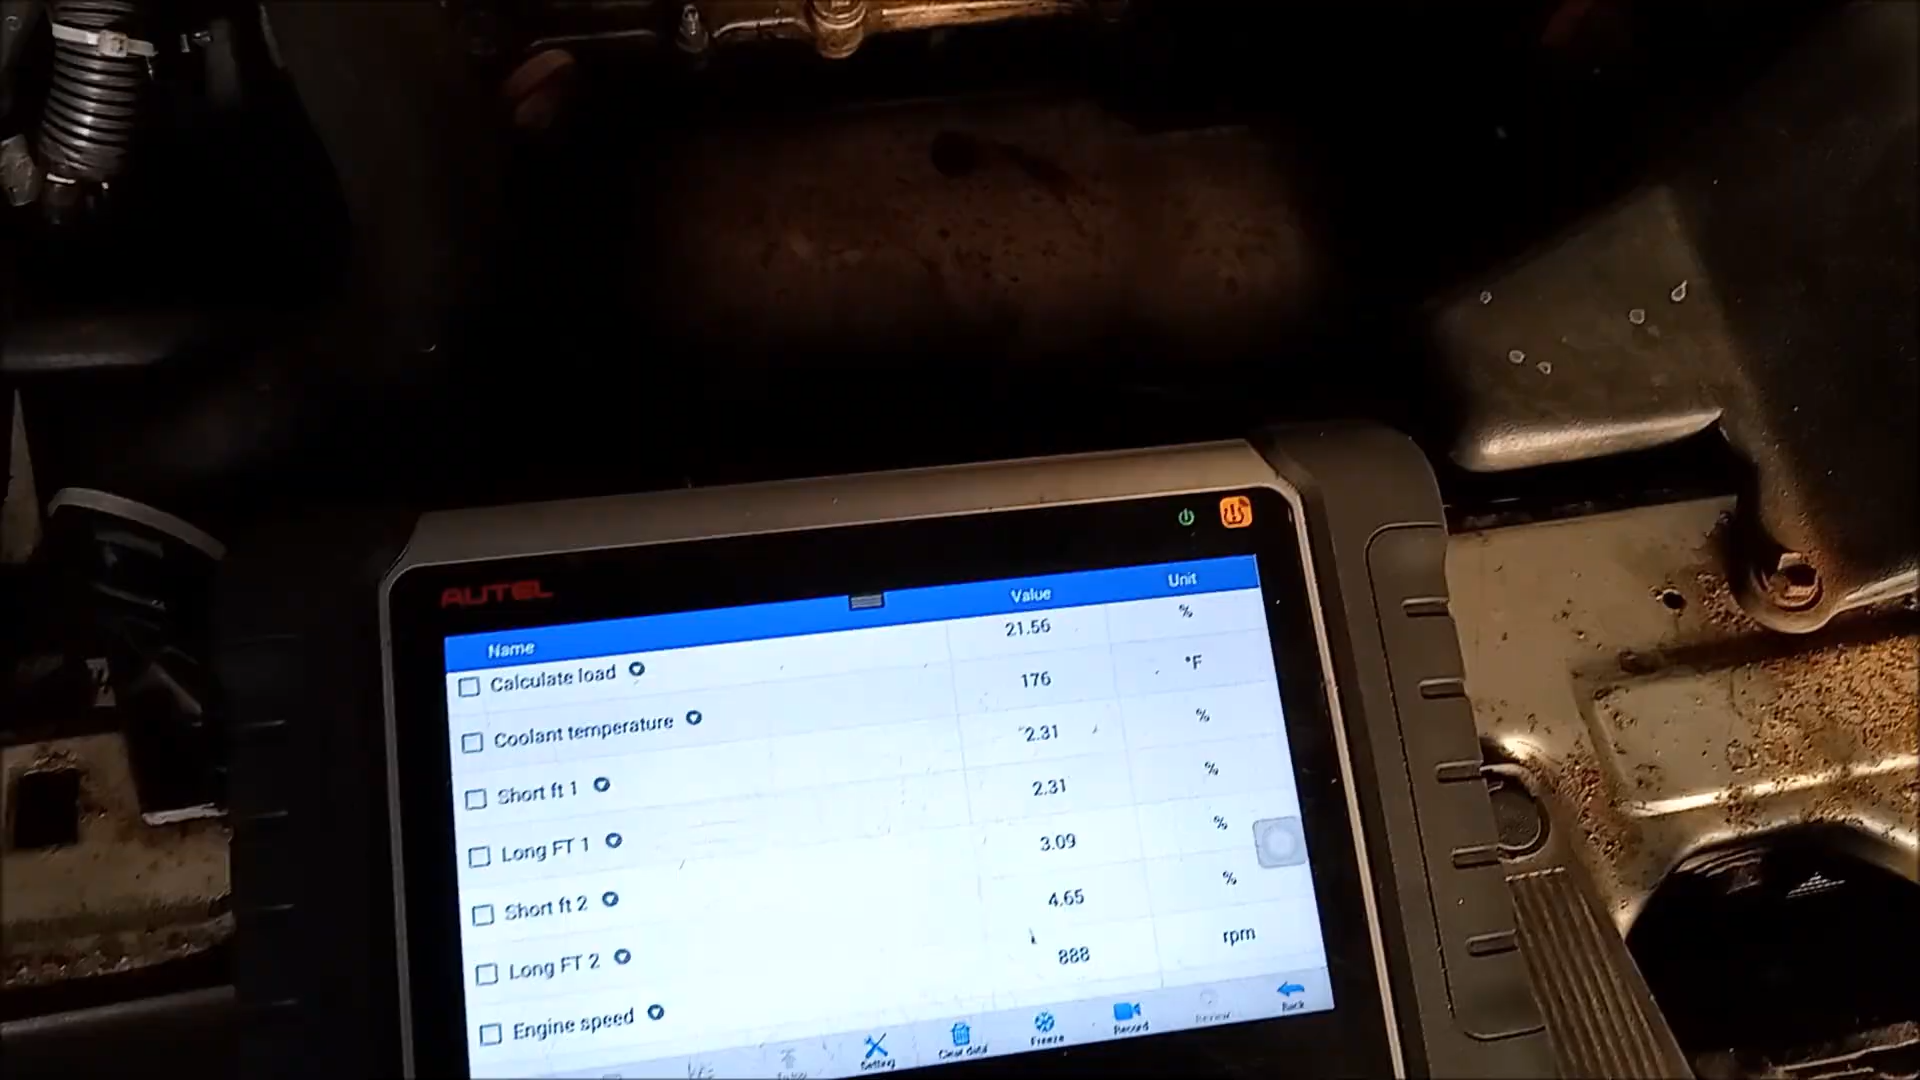 AUTEL
Name Value Unit
Calculate load 21.56 %
Coolant temperature 176 °F
Short ft 1 2.31 %
Long FT 1 2.31 %
Short ft 2 3.09 %
Long FT 2 4.65 %
Engine speed 888 rpm
Setting Clear data Freeze Record Review Back